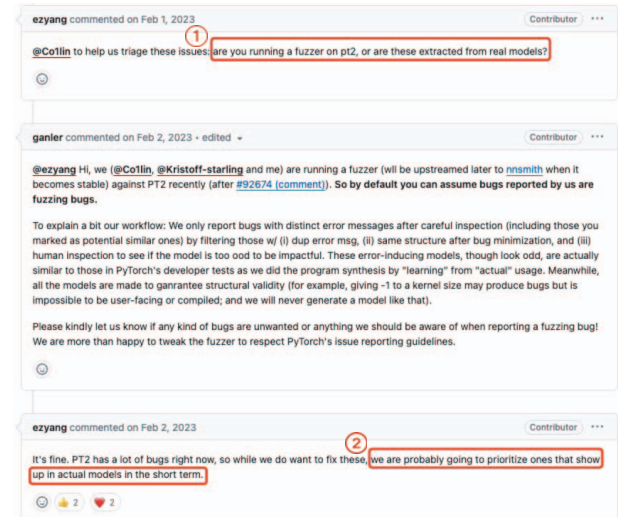 ezyang commented on Feb 1, 2023 Contributor ...
1
@Co1lin to help us triage these issues: are you running a fuzzer on pt2, or are these extracted from real models?
ganler commented on Feb 2, 2023 • edited Contributor ...
@ezyang Hi, we (@Co1lin, @Kristoff-starling and me) are running a fuzzer (wll be upstreamed later to nnsmith when it
becomes stable) against PT2 recently (after #92674 (comment)). So by default you can assume bugs reported by us are
fuzzing bugs.
To explain a bit our workflow: We only report bugs with distinct error messages after careful inspection (including those you
marked as potential similar ones) by filtering those w/ (i) dup error msg, (ii) same structure after bug minimization, and (iii)
human inspection to see if the model is too ood to be impactful. These error-inducing models, though look odd, are actually
similar to those in PyTorch's developer tests as we did the program synthesis by "learning" from "actual" usage. Meanwhile,
all the models are made to ganrantee structural validity (for example, giving -1 to a kernel size may produce bugs but is
impossible to be user-facing or compiled; and we will never generate a model like that).
Please kindly let us know if any kind of bugs are unwanted or anything we should be aware of when reporting a fuzzing bug!
We are more than happy to tweak the fuzzer to respect PyTorch's issue reporting guidelines.
ezyang commented on Feb 2, 2023 Contributor ...
2
It's fine. PT2 has a lot of bugs right now, so while we do want to fix these, we are probably going to prioritize ones that show
up in actual models in the short term.
👍 2 ❤️ 2